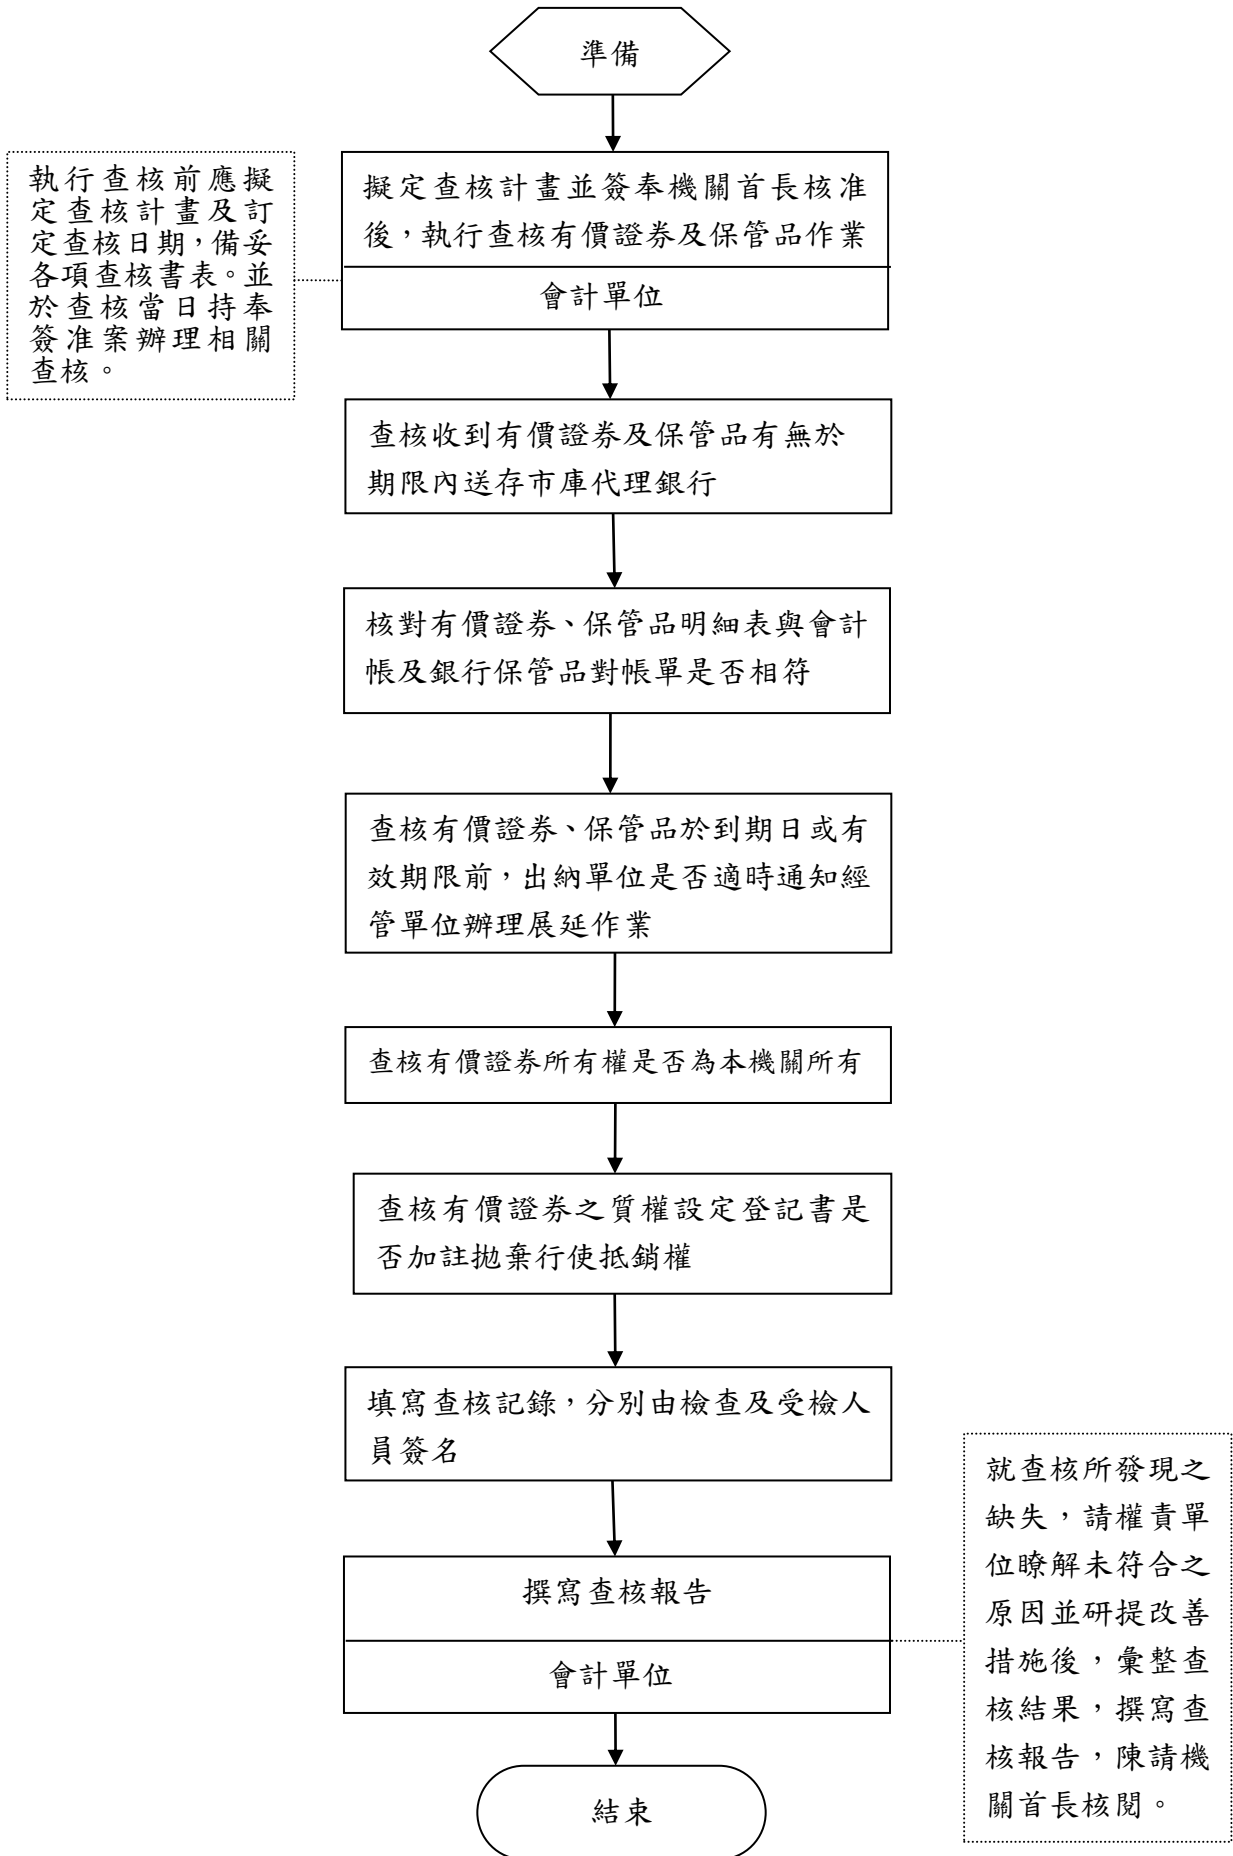 準備
執行查核前應擬
定查核計畫及訂
定查核日期，備妥
各項查核書表。並
於查核當日持奉
簽准案辦理相關
查核。
擬定查核計畫並簽奉機關首長核准
後，執行查核有價證券及保管品作業
會計單位
查核收到有價證券及保管品有無於
期限內送存市庫代理銀行
核對有價證券、保管品明細表與會計
帳及銀行保管品對帳單是否相符
查核有價證券、保管品於到期日或有
效期限前，出納單位是否適時通知經
管單位辦理展延作業
查核有價證券所有權是否為本機關所有
查核有價證券之質權設定登記書是
否加註拋棄行使抵銷權
填寫查核記錄，分別由檢查及受檢人
員簽名
撰寫查核報告
會計單位
就查核所發現之
缺失，請權責單
位瞭解未符合之
原因並研提改善
措施後，彙整查
核結果，撰寫查
核報告，陳請機
關首長核閱。
結束